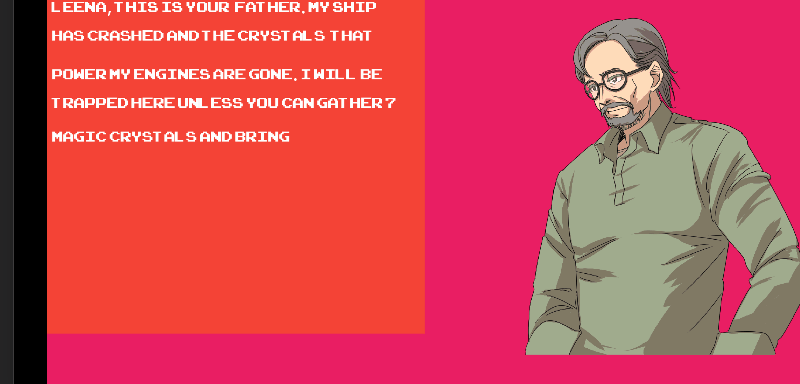 LEENA, THIS IS YOUR FATHER. MY SHIP
HAS CRASHED AND THE CRYSTALS THAT
POWER MY ENGINES ARE GONE. I WILL BE
TRAPPED HERE UNLESS YOU CAN GATHER 7
MAGIC CRYSTALS AND BRING